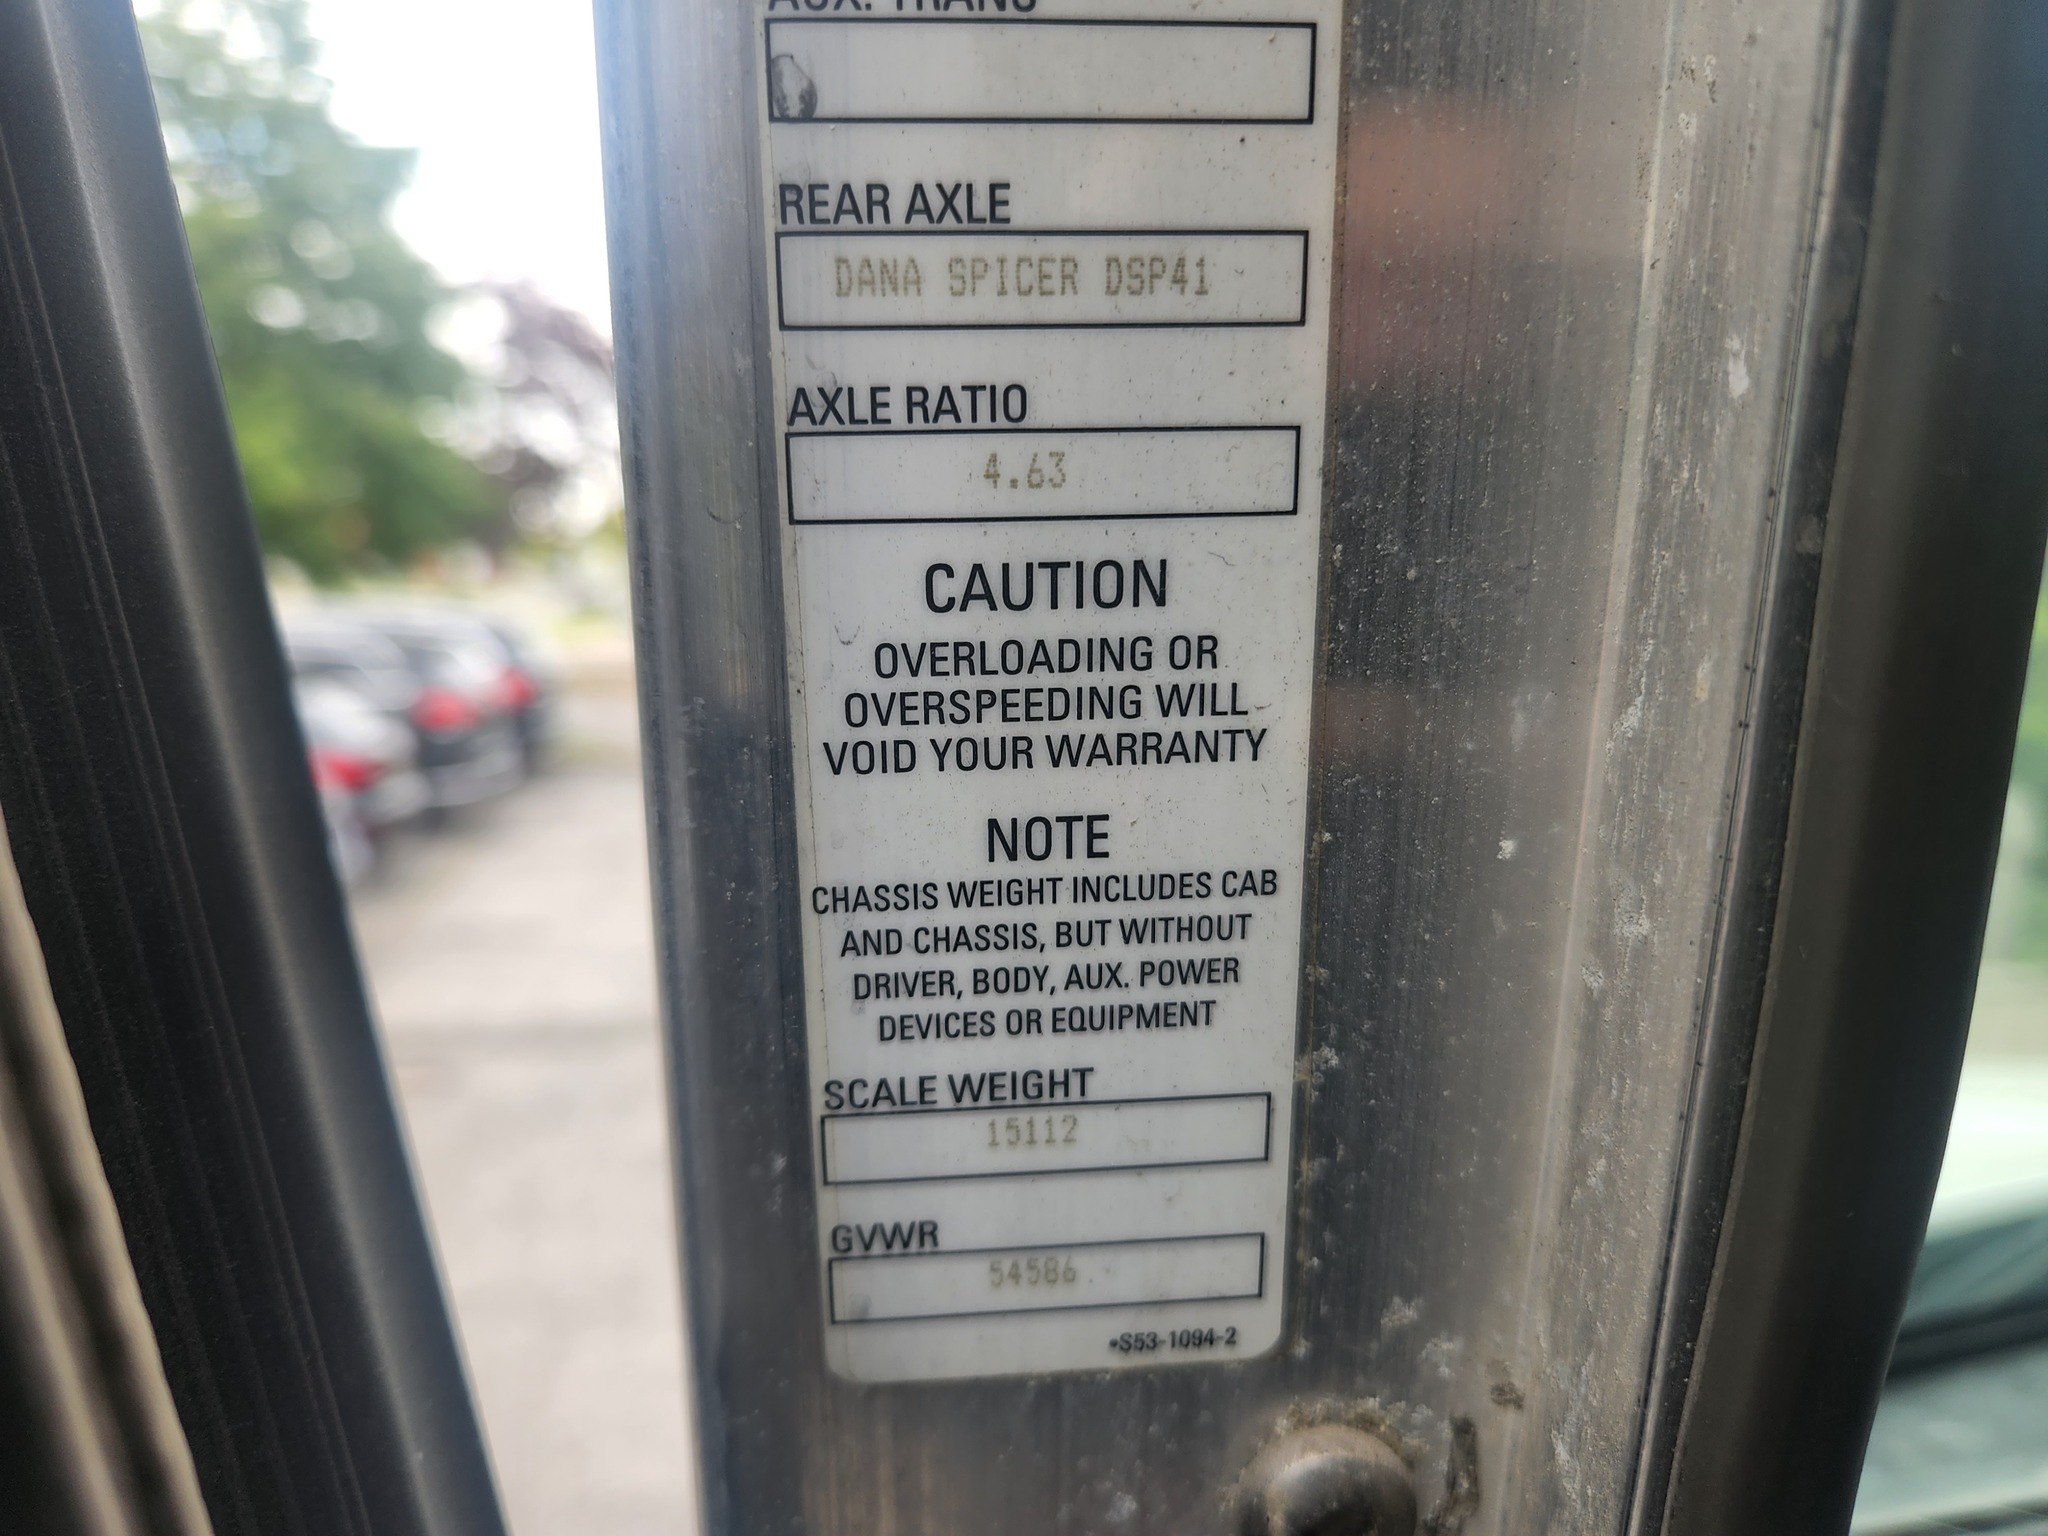 AUX. TRANS
REAR AXLE
DANA SPICER DSP41
AXLE RATIO
4.63
CAUTION
OVERLOADING OR
OVERSPEEDING WILL
VOID YOUR WARRANTY
NOTE
CHASSIS WEIGHT INCLUDES CAB
AND CHASSIS, BUT WITHOUT
DRIVER, BODY, AUX. POWER
DEVICES OR EQUIPMENT
SCALE WEIGHT
15112
GVWR
54586
•S53-1094-2